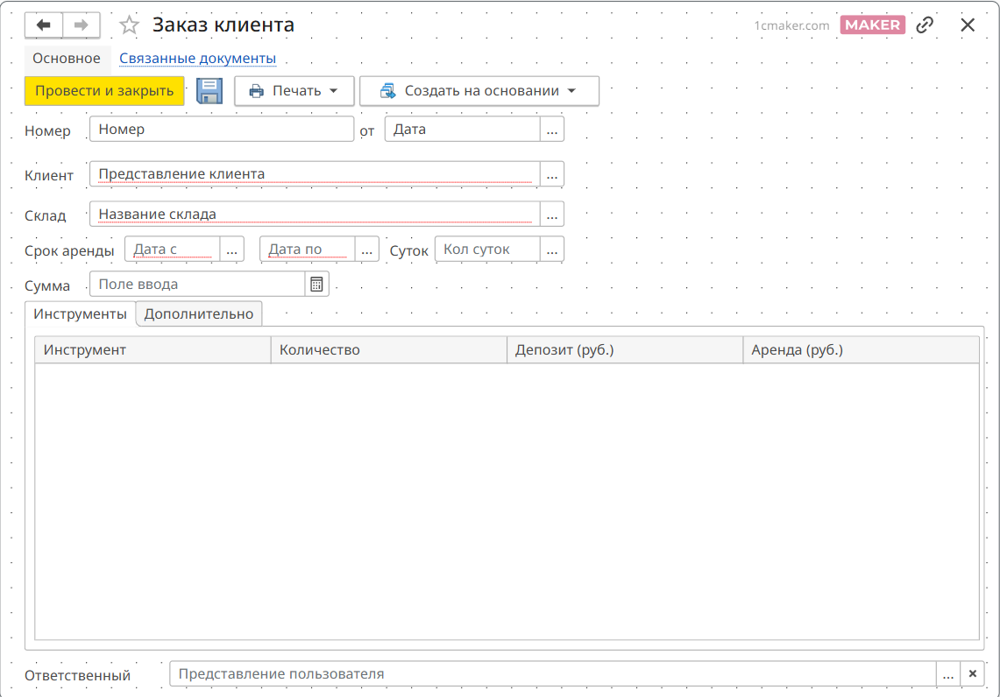 Заказ клиента 1cmaker.com MAKER
Основное Связанные документы
Провести и закрыть Печать Создать на основании
Номер Номер от Дата ...
Клиент Представление клиента ...
Склад Название склада ...
Срок аренды Дата с ... Дата по ... Суток Кол суток ...
Сумма Поле ввода
Инструменты Дополнительно
Инструмент Количество Депозит (руб.) Аренда (руб.)
Ответственный Представление пользователя ... ×